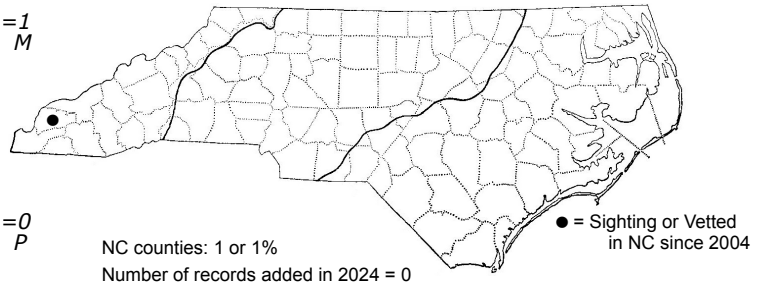 =1
M
=0
P
NC counties: 1 or 1%
Number of records added in 2024 = 0
● = Sighting or Vetted
in NC since 2004